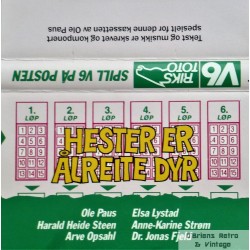 Tekst og musikk er skrevet og komponert
spesielt for denne kassetten av Ole Paus
V6 SPILL V6 PÅ POSTEN
RIKS TOTO
V6
1. LØP 2. LØP 3. LØP 4. LØP 5. LØP 6. LØP
HESTER ER
ÅLREITE DYR
Ole Paus Elsa Lystad
Harald Heide Steen Anne-Karine Strøm
Arve Opsahl Dr. Jonas Fjeld
© Ariens Retro
& Vintage